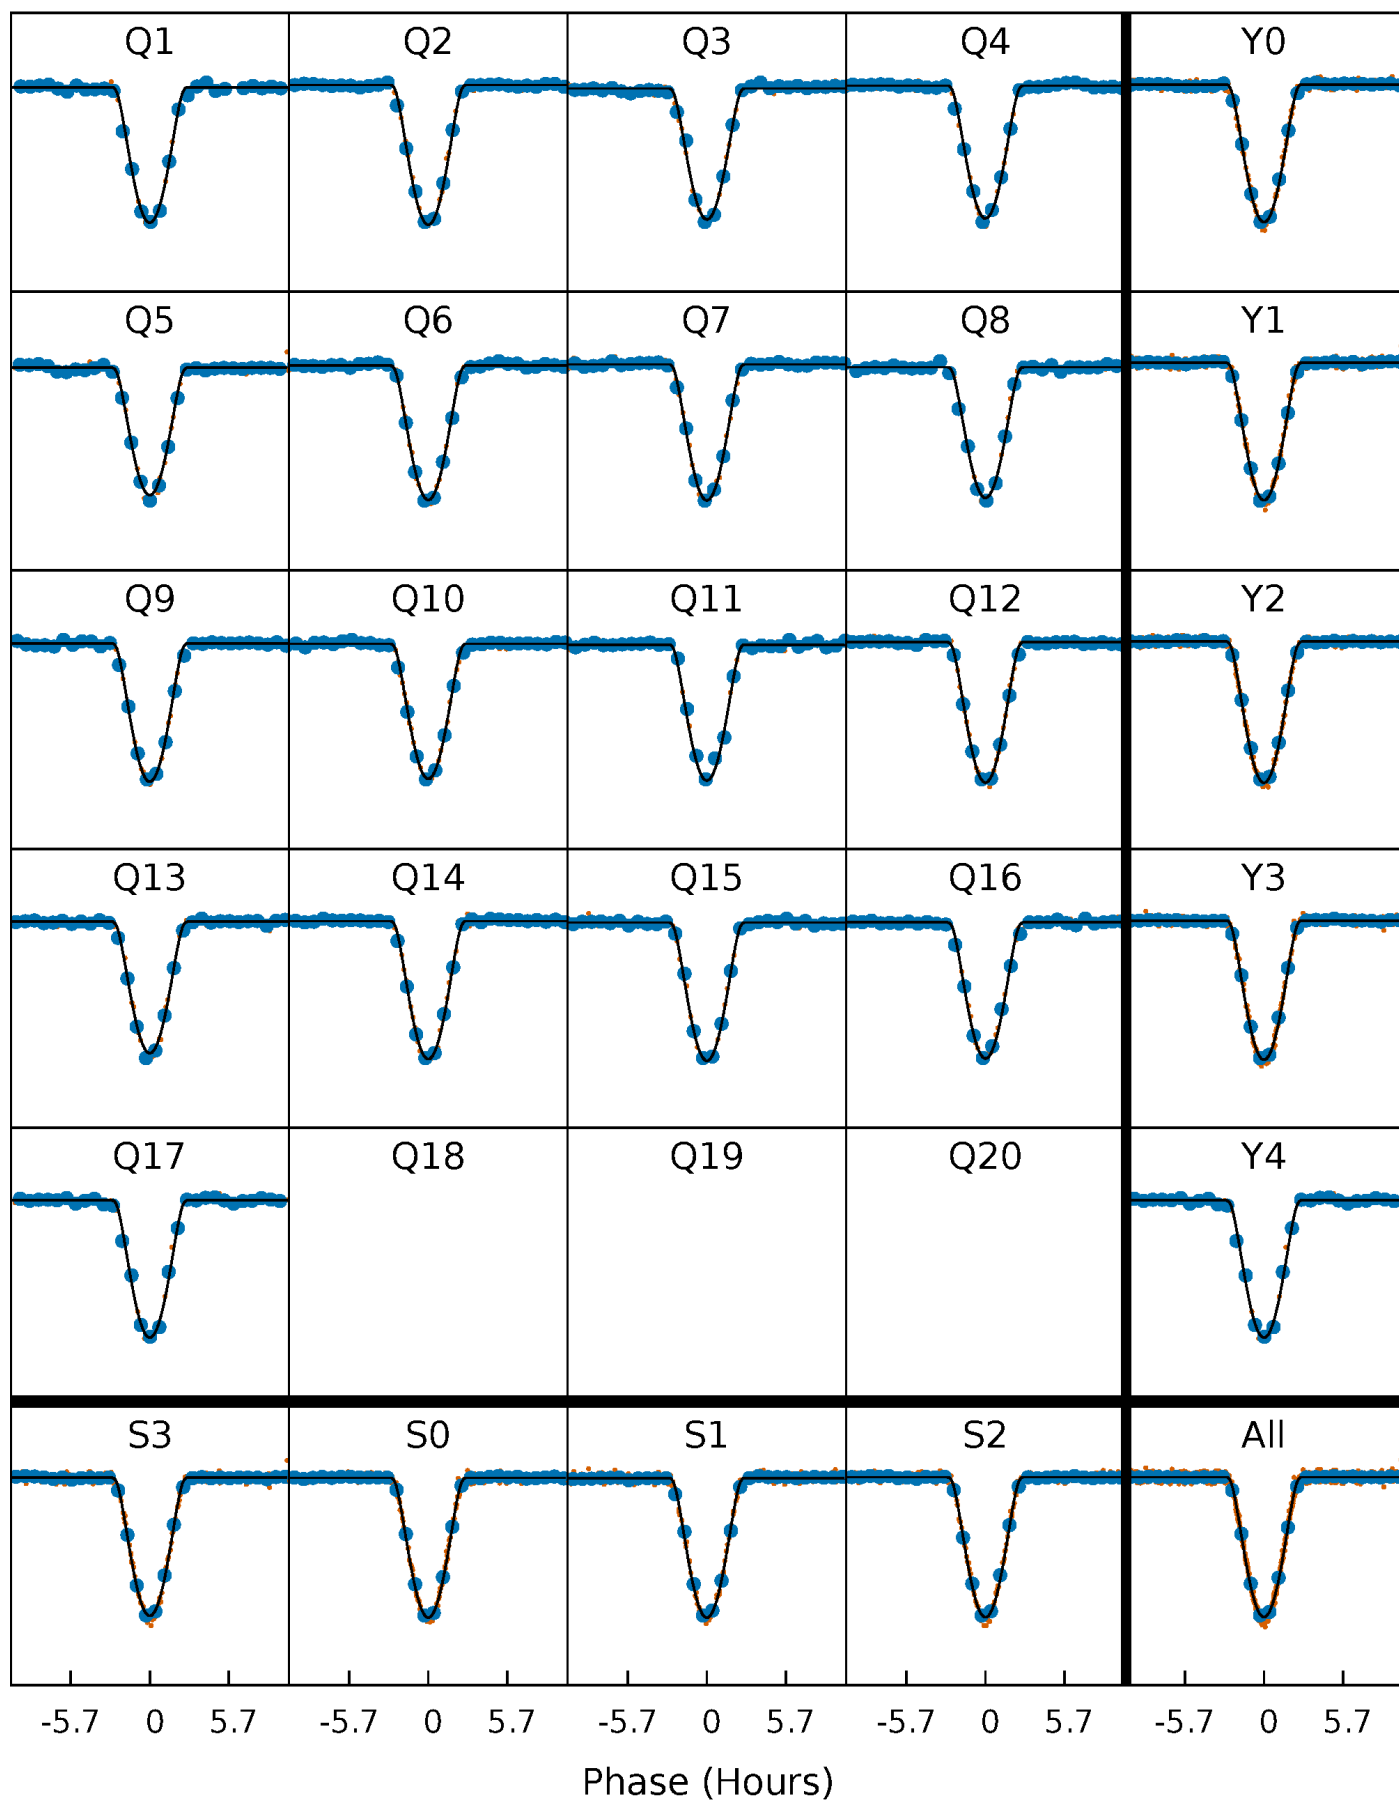 Q1 Q2 Q3 Q4 Y0
Q5 Q6 Q7 Q8 Y1
Q9 Q10 Q11 Q12 Y2
Q13 Q14 Q15 Q16 Y3
Q17 Q18 Q19 Q20 Y4
S3 S0 S1 S2 All
-5.7 0 5.7 -5.7 0 5.7 -5.7 0 5.7 -5.7 0 5.7 -5.7 0 5.7
Phase (Hours)